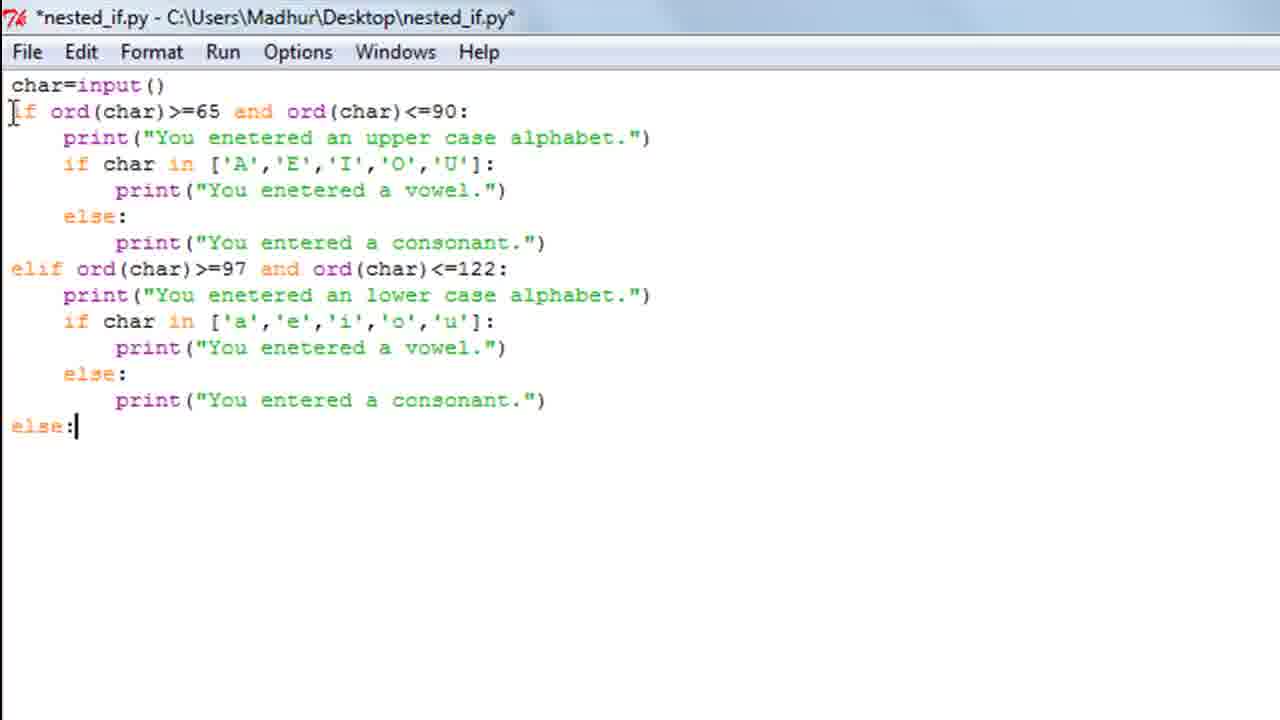 *nested_if.py - C:\Users\Madhur\Desktop\nested_if.py*
File Edit Format Run Options Windows Help
char=input()
if ord(char)>=65 and ord(char)<=90:
    print("You enetered an upper case alphabet.")
    if char in ['A','E','I','O','U']:
        print("You enetered a vowel.")
    else:
        print("You entered a consonant.")
elif ord(char)>=97 and ord(char)<=122:
    print("You enetered an lower case alphabet.")
    if char in ['a','e','i','o','u']:
        print("You enetered a vowel.")
    else:
        print("You entered a consonant.")
else: